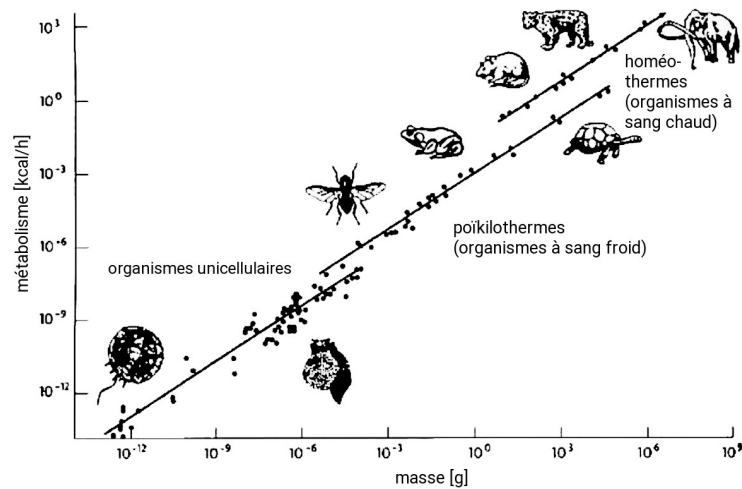 métabolisme [kcal/h]
10¹
10⁰
10⁻³
10⁻⁶
10⁻⁹
10⁻¹²
homéo-
thermes
(organismes à
sang chaud)
poïkilothermes
(organismes à sang froid)
organismes unicellulaires
10⁻¹²
10⁻⁹
10⁻⁶
10⁻³
10⁰
10³
10⁶
10⁹
masse [g]